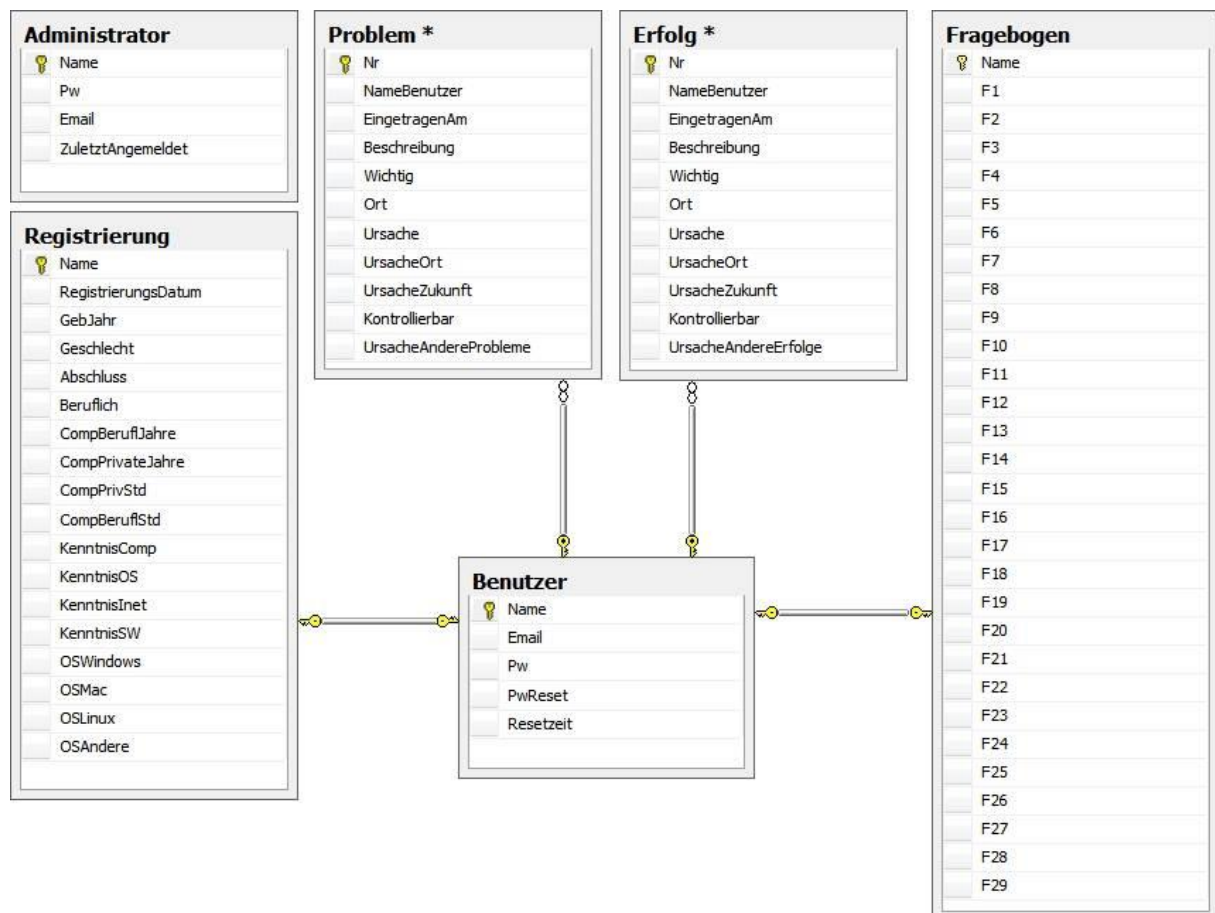 Administrator
Name
Pw
Email
ZuletztAngemeldet
Registrierung
Name
RegistrierungsDatum
GebJahr
Geschlecht
Abschluss
Beruflich
CompBeruflJahre
CompPrivateJahre
CompPrivStd
CompBeruflStd
KenntnisComp
KenntnisOS
KenntnisInet
KenntnisSW
OSWindows
OSMac
OSLinux
OSAndere
Problem *
Nr
NameBenutzer
EingetragenAm
Beschreibung
Wichtig
Ort
Ursache
UrsacheOrt
UrsacheZukunft
Kontrollierbar
UrsacheAndereProbleme
Erfolg *
Nr
NameBenutzer
EingetragenAm
Beschreibung
Wichtig
Ort
Ursache
UrsacheOrt
UrsacheZukunft
Kontrollierbar
UrsacheAndereErfolge
Benutzer
Name
Email
Pw
PwReset
Resetzeit
Fragebogen
Name
F1
F2
F3
F4
F5
F6
F7
F8
F9
F10
F11
F12
F13
F14
F15
F16
F17
F18
F19
F20
F21
F22
F23
F24
F25
F26
F27
F28
F29